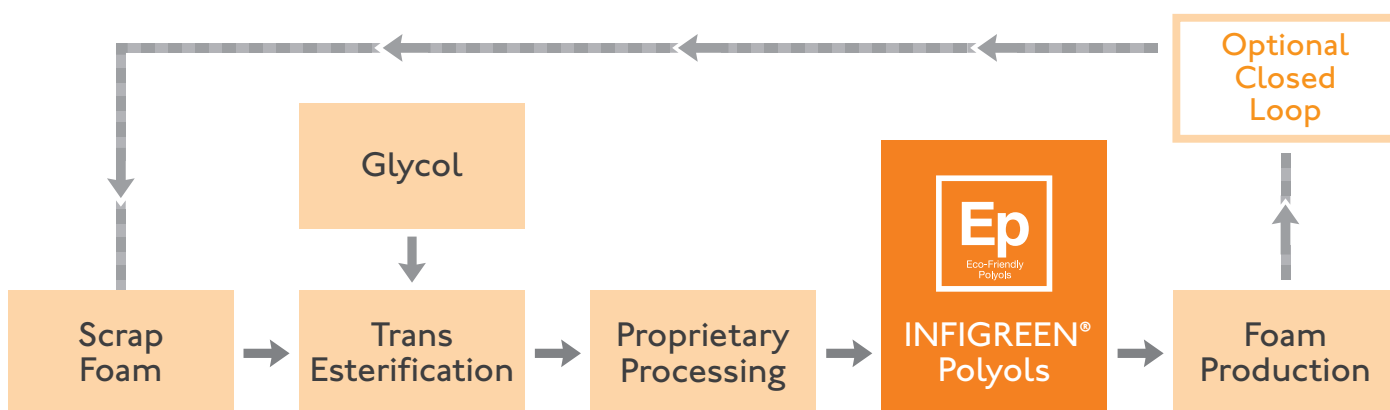 Optional
Closed
Loop
Glycol
Ep
Eco-Friendly
Polyols
Scrap
Foam
Trans
Esterification
Proprietary
Processing
INFIGREEN®
Polyols
Foam
Production